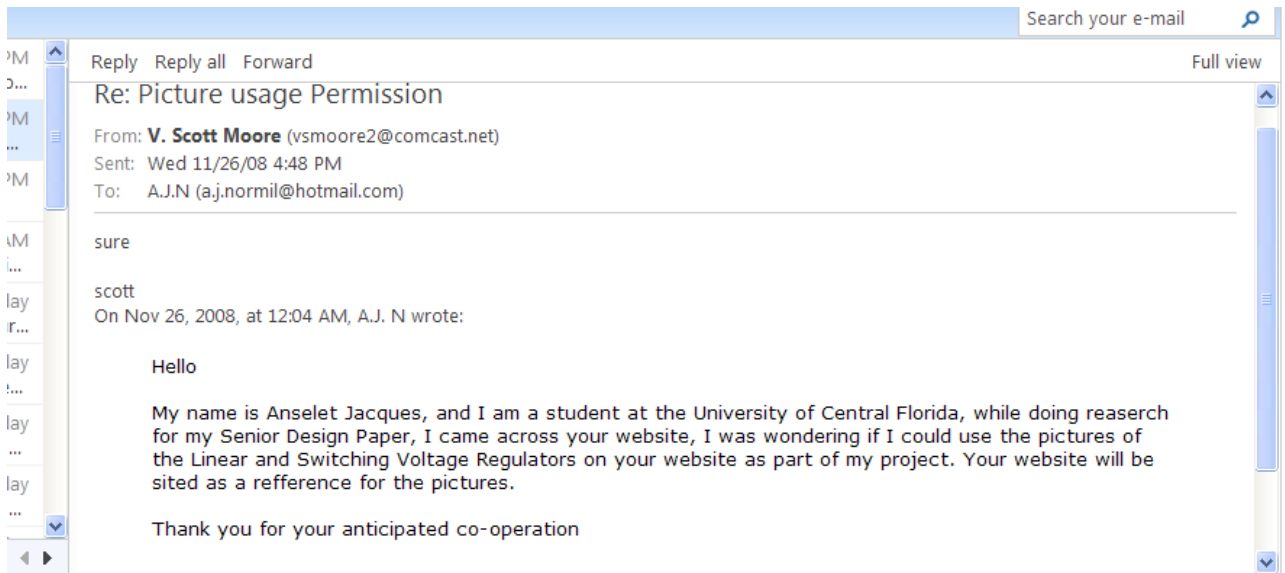 Search your e-mail
Reply Reply all Forward Full view
Re: Picture usage Permission
From: V. Scott Moore (vsmoore2@comcast.net)
Sent: Wed 11/26/08 4:48 PM
To: A.J.N (a.j.normil@hotmail.com)
sure
scott
On Nov 26, 2008, at 12:04 AM, A.J. N wrote:
Hello
My name is Anselet Jacques, and I am a student at the University of Central Florida, while doing reaserch
for my Senior Design Paper, I came across your website, I was wondering if I could use the pictures of
the Linear and Switching Voltage Regulators on your website as part of my project. Your website will be
sited as a refference for the pictures.
Thank you for your anticipated co-operation